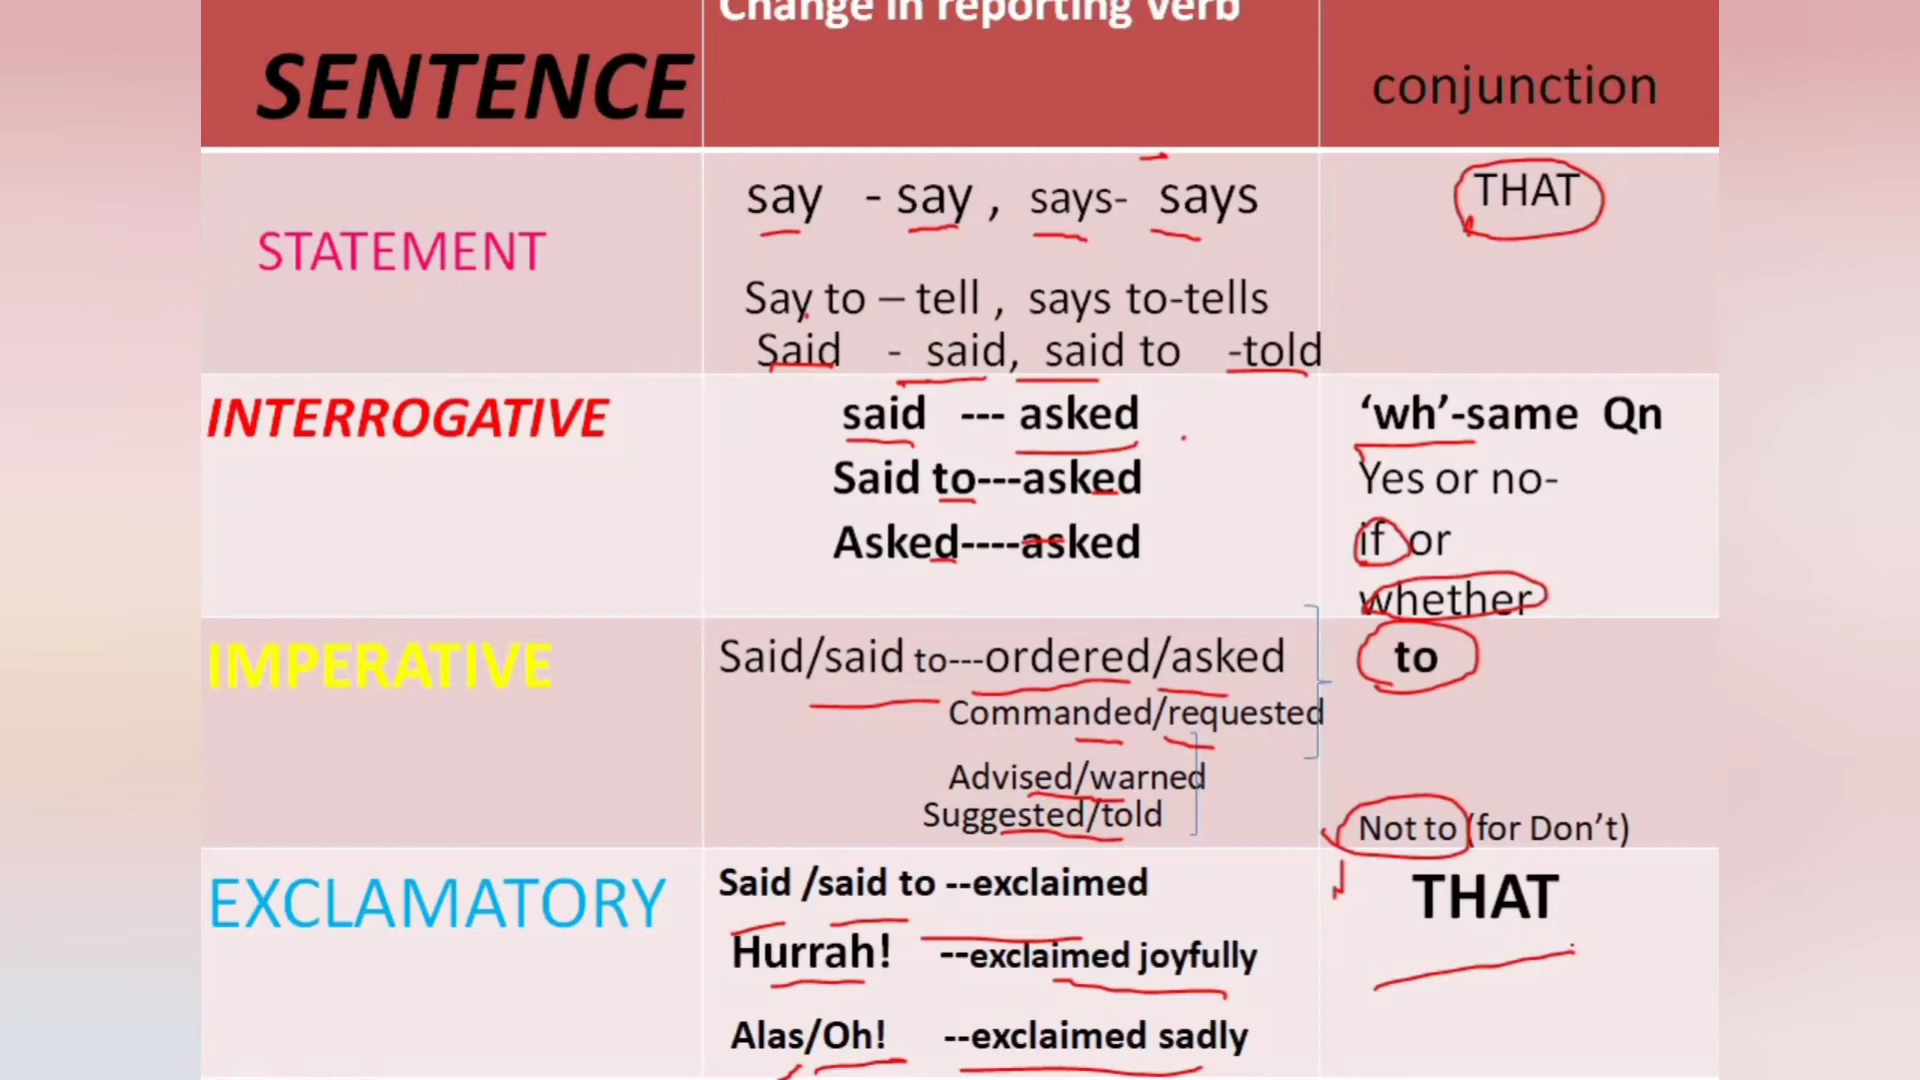 Change in reporting Verb
SENTENCE
conjunction
STATEMENT
say - say , says- says
Say to – tell , says to-tells
Said - said, said to -told
THAT
INTERROGATIVE
said --- asked
Said to---asked
Asked----asked
‘wh’-same Qn
Yes or no-
if or
whether
IMPERATIVE
Said/said to---ordered/asked
Commanded/requested
Advised/warned
Suggested/told
to
Not to (for Don’t)
EXCLAMATORY
Said /said to --exclaimed
Hurrah! --exclaimed joyfully
Alas/Oh! --exclaimed sadly
THAT